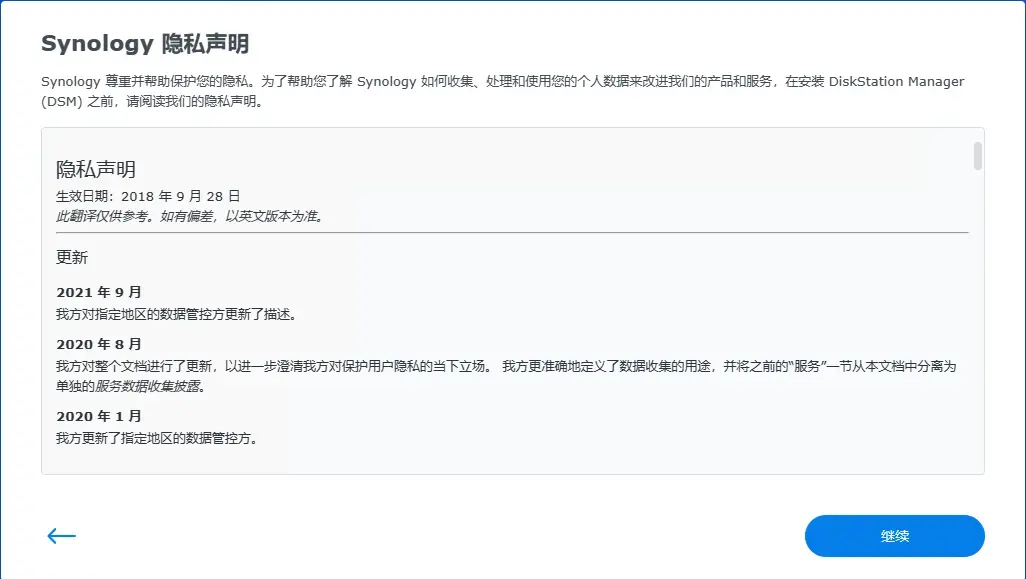 Synology 隐私声明
Synology 尊重并帮助保护您的隐私。为了帮助您了解 Synology 如何收集、处理和使用您的个人数据来改进我们的产品和服务，在安装 DiskStation Manager
(DSM) 之前，请阅读我们的隐私声明。
隐私声明
生效日期：2018 年 9 月 28 日
此翻译仅供参考。如有偏差，以英文版本为准。
更新
2021 年 9 月
我方对指定地区的数据管控方更新了描述。
2020 年 8 月
我方对整个文档进行了更新，以进一步澄清我方对保护用户隐私的当下立场。 我方更准确地定义了数据收集的用途，并将之前的“服务”一节从本文档中分离为
单独的服务数据收集披露。
2020 年 1 月
我方更新了指定地区的数据管控方。
继续